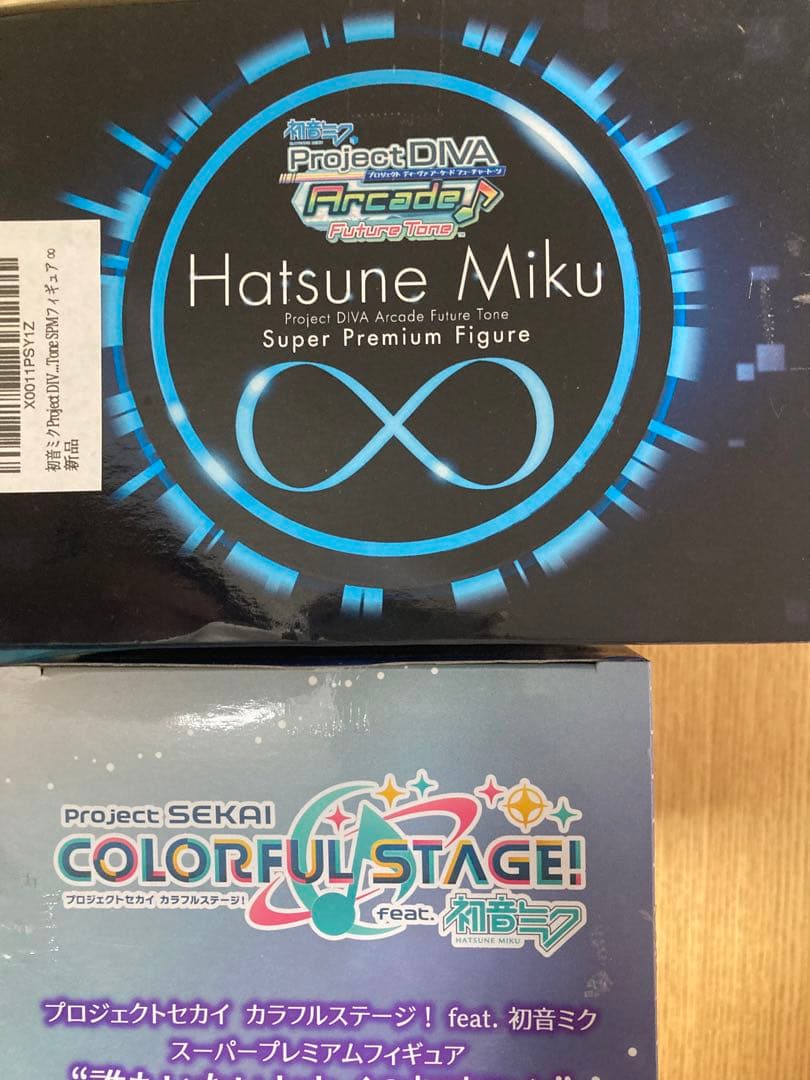 初音ミク
HATSUNE MIKU
Project DIVA
プロジェクト ディーヴァ アーケード フューチャートーン
Arcade
Future Tone™
Hatsune Miku
Project DIVA Arcade Future Tone
Super Premium Figure
X0011PSY1Z
初音ミク Project DIV...Tone SPMフィギュア ∞
新品
Project SEKAI
COLORFUL STAGE!
プロジェクトセカイ カラフルステージ!
feat. 初音ミク
HATSUNE MIKU
プロジェクトセカイ カラフルステージ! feat. 初音ミク
スーパープレミアムフィギュア